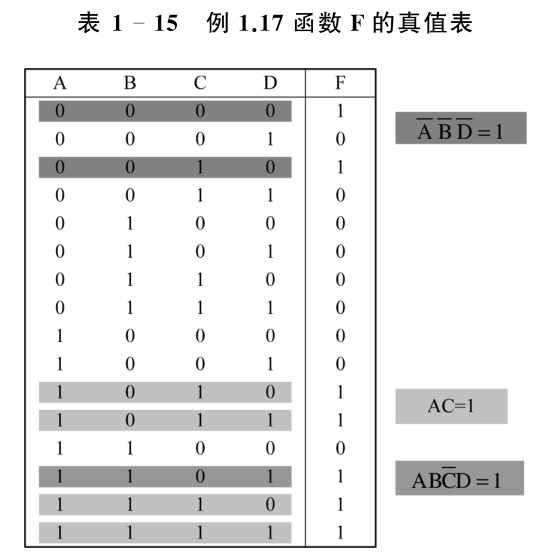 表 1－15 例 1.17 函数 F 的真值表
A B C D F
0 0 0 0 1
A̅ B̅ D̅ = 1
0 0 0 1 0
0 0 1 0 1
0 0 1 1 0
0 1 0 0 0
0 1 0 1 0
0 1 1 0 0
0 1 1 1 0
1 0 0 0 0
1 0 0 1 0
1 0 1 0 1
AC=1
1 0 1 1 1
1 1 0 0 0
1 1 0 1 1
ABC̅D = 1
1 1 1 0 1
1 1 1 1 1